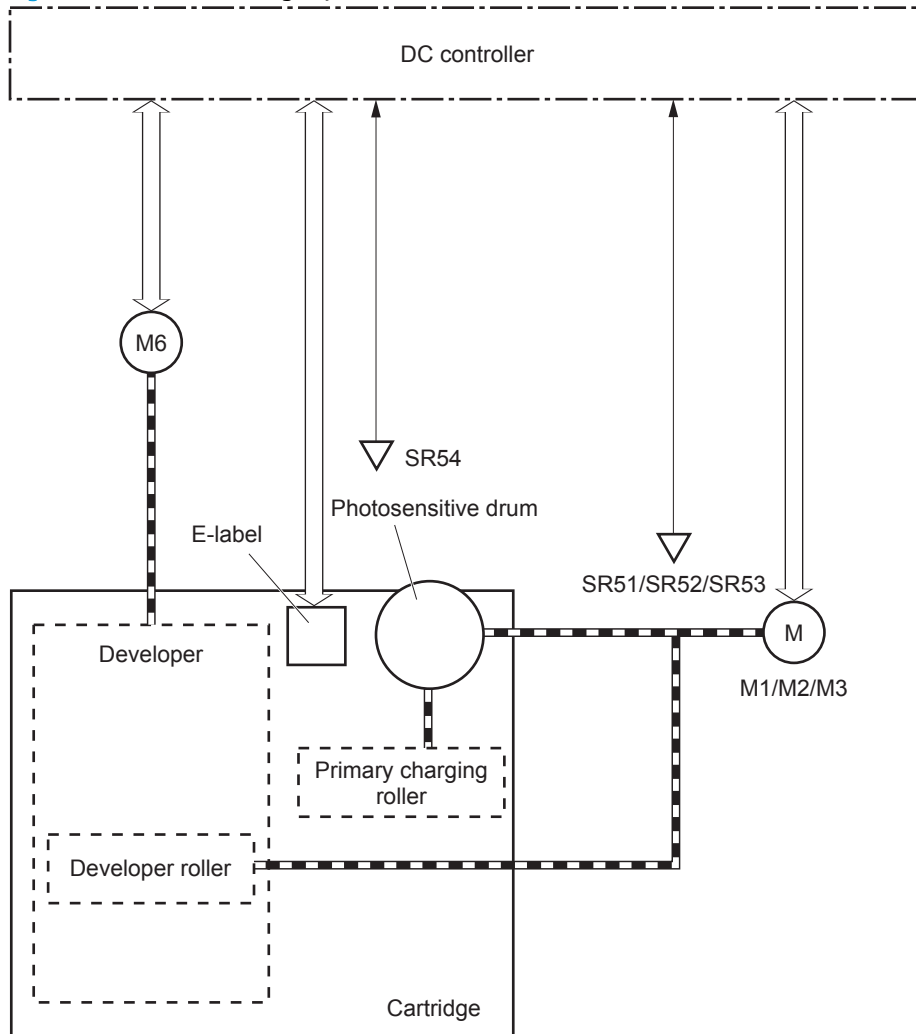 DC controller
M6
SR54
Photosensitive drum
E-label
SR51/SR52/SR53
M
Developer
M1/M2/M3
Primary charging
roller
Developer roller
Cartridge